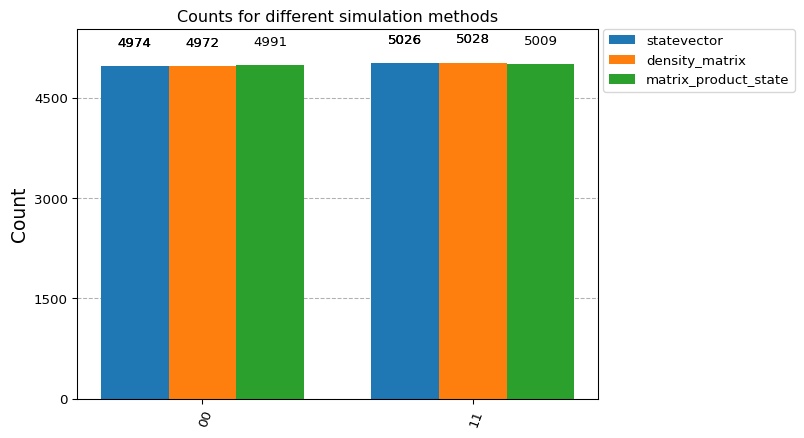 Counts for different simulation methods
4974 4972 4991 5026 5028 5009
statevector
density_matrix
matrix_product_state
Count
4500
3000
1500
0
00 11